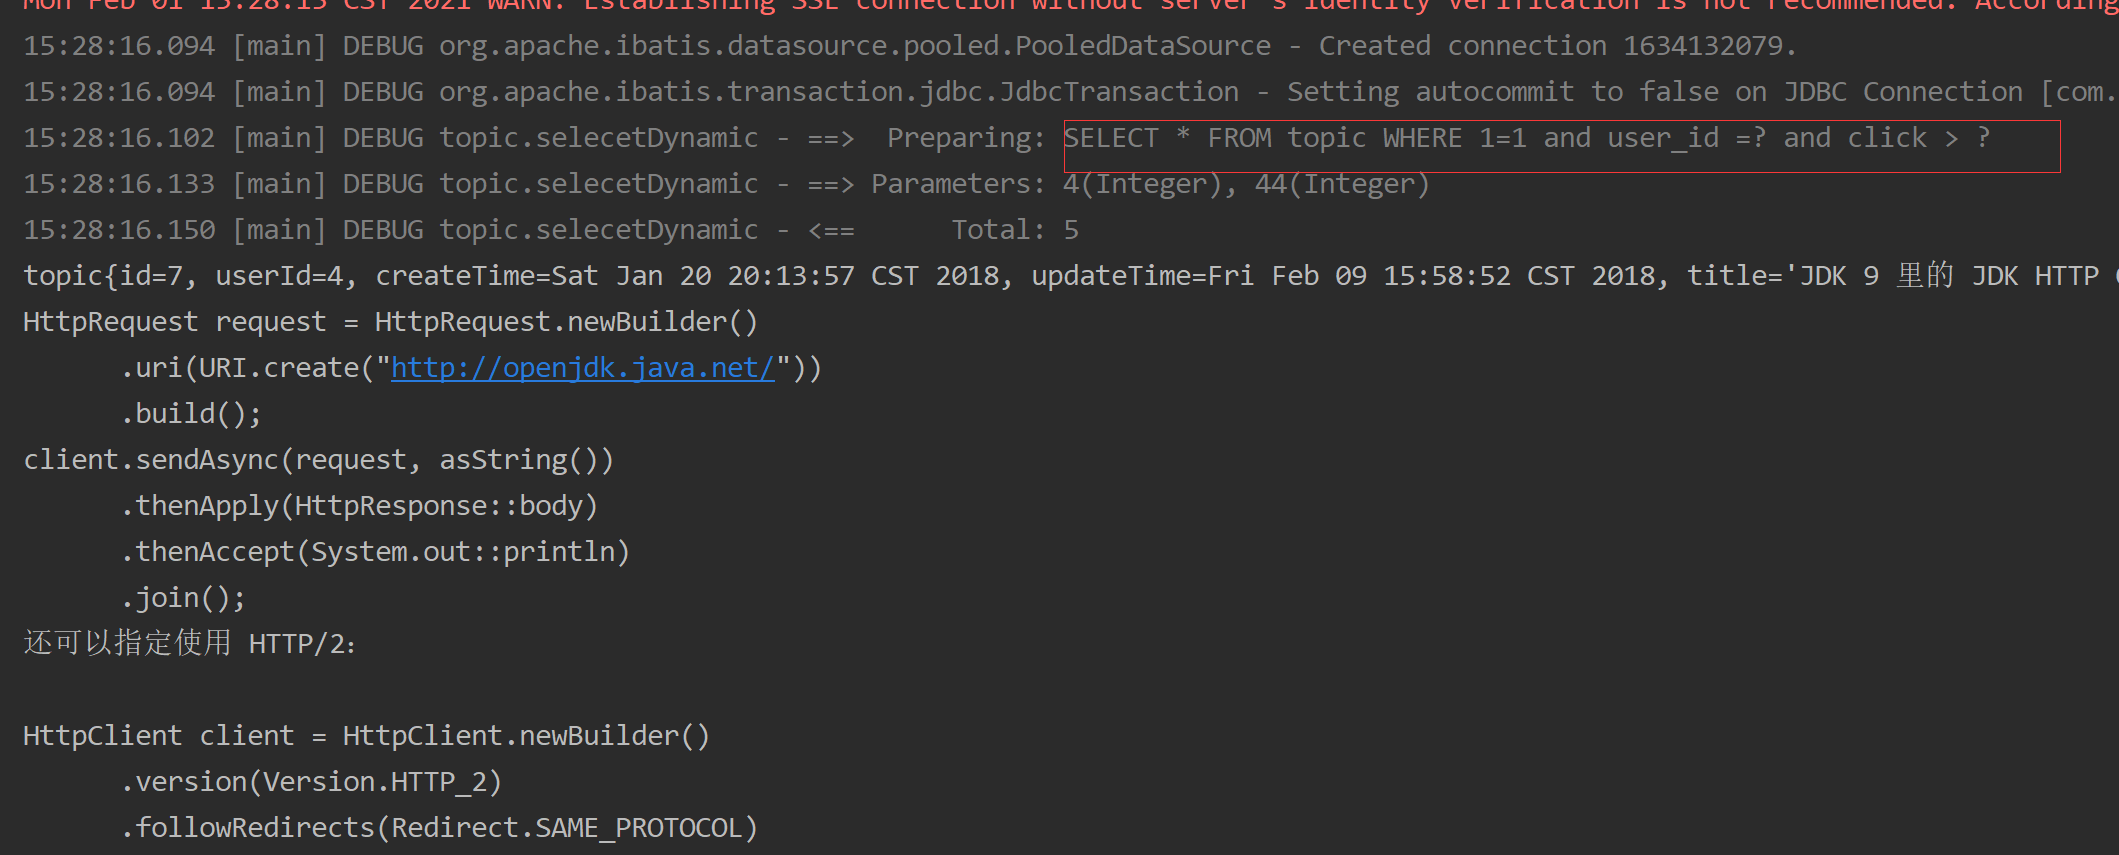 Mon Feb 01 15:28:15 CST 2021 WARN: Establishing SSL connection without server's identity verification is not recommended. According
15:28:16.094 [main] DEBUG org.apache.ibatis.datasource.pooled.PooledDataSource - Created connection 1634132079.
15:28:16.094 [main] DEBUG org.apache.ibatis.transaction.jdbc.JdbcTransaction - Setting autocommit to false on JDBC Connection [com.
15:28:16.102 [main] DEBUG topic.selecetDynamic - ==>  Preparing: SELECT * FROM topic WHERE 1=1 and user_id =? and click > ?
15:28:16.133 [main] DEBUG topic.selecetDynamic - ==> Parameters: 4(Integer), 44(Integer)
15:28:16.150 [main] DEBUG topic.selecetDynamic - <==      Total: 5
topic{id=7, userId=4, createTime=Sat Jan 20 20:13:57 CST 2018, updateTime=Fri Feb 09 15:58:52 CST 2018, title='JDK 9 里的 JDK HTTP
HttpRequest request = HttpRequest.newBuilder()
      .uri(URI.create("http://openjdk.java.net/"))
      .build();
client.sendAsync(request, asString())
      .thenApply(HttpResponse::body)
      .thenAccept(System.out::println)
      .join();
还可以指定使用 HTTP/2：
HttpClient client = HttpClient.newBuilder()
      .version(Version.HTTP_2)
      .followRedirects(Redirect.SAME_PROTOCOL)